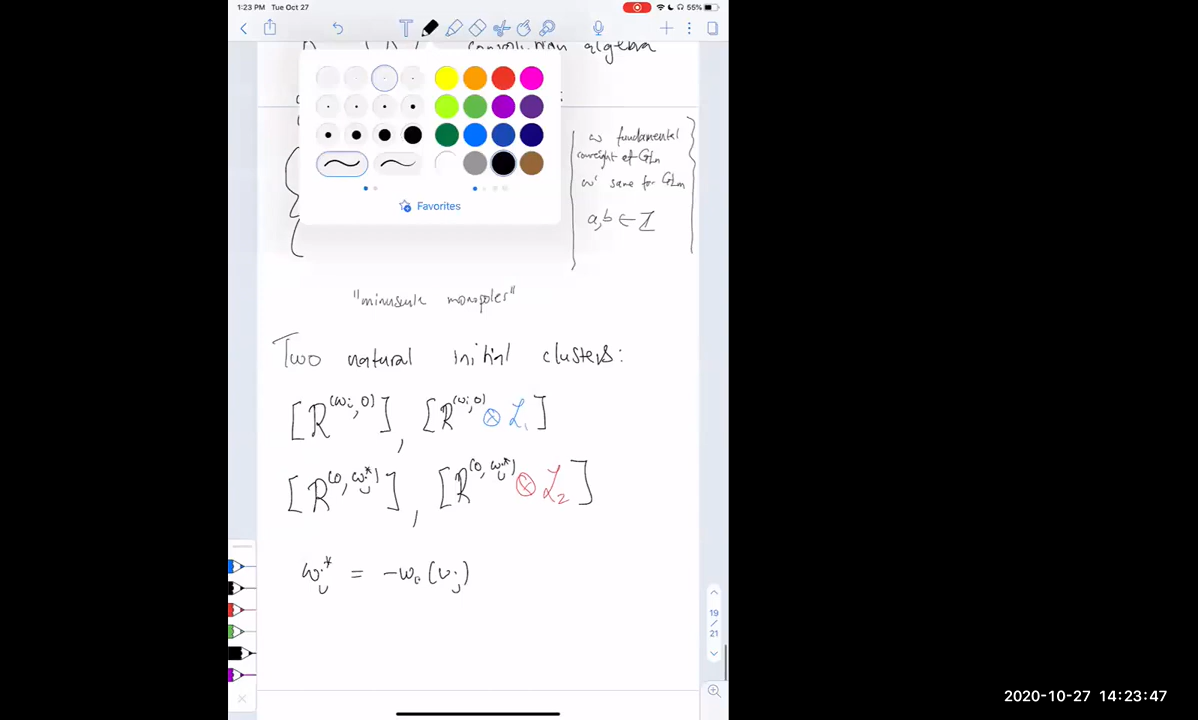 1:23 PM Tue Oct 27
55%
convolution algebra
Favorites
ω fundamental
coweight of GLn
ω' same for GLm
a, b ∈ ℤ
"minuscule monopoles"
Two natural initial clusters:
[R^(ωi, 0)], [R^(ωi, 0) ⊗ L₁]
[R^(0, ωj*)], [R^(0, ωj*) ⊗ L₂]
ωj* = -w₀(ωj)
19
/
21
2020-10-27 14:23:47